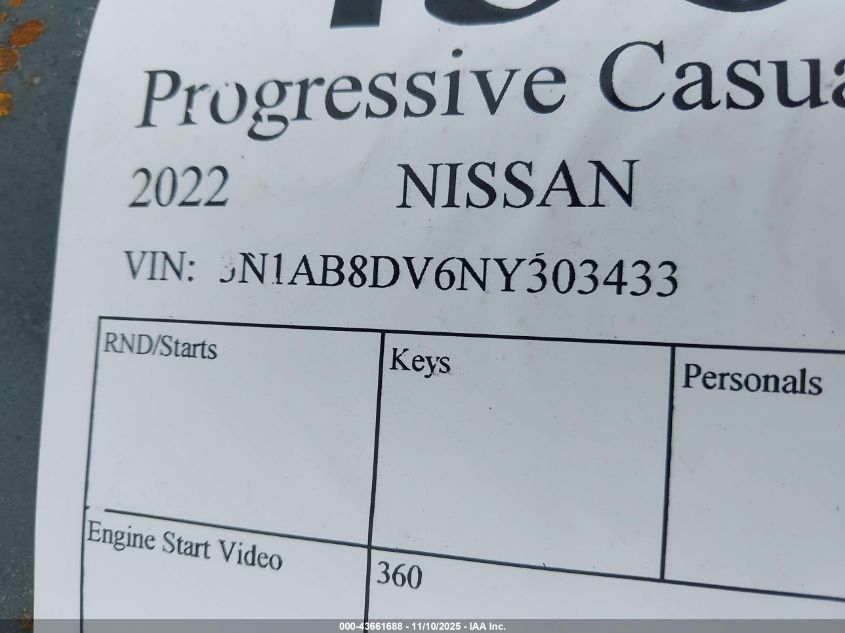 Progressive Casua
2022 NISSAN
VIN: 3N1AB8DV6NY303433
RND/Starts Keys Personals
Engine Start Video 360
000-43661688 - 11/10/2025 - IAA Inc.